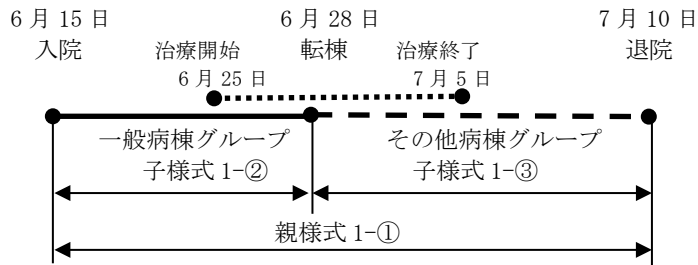 6月15日 6月28日 7月10日
入院 治療開始 転棟 治療終了 退院
6月25日 7月5日
一般病棟グループ その他病棟グループ
子様式1-② 子様式1-③
親様式1-①